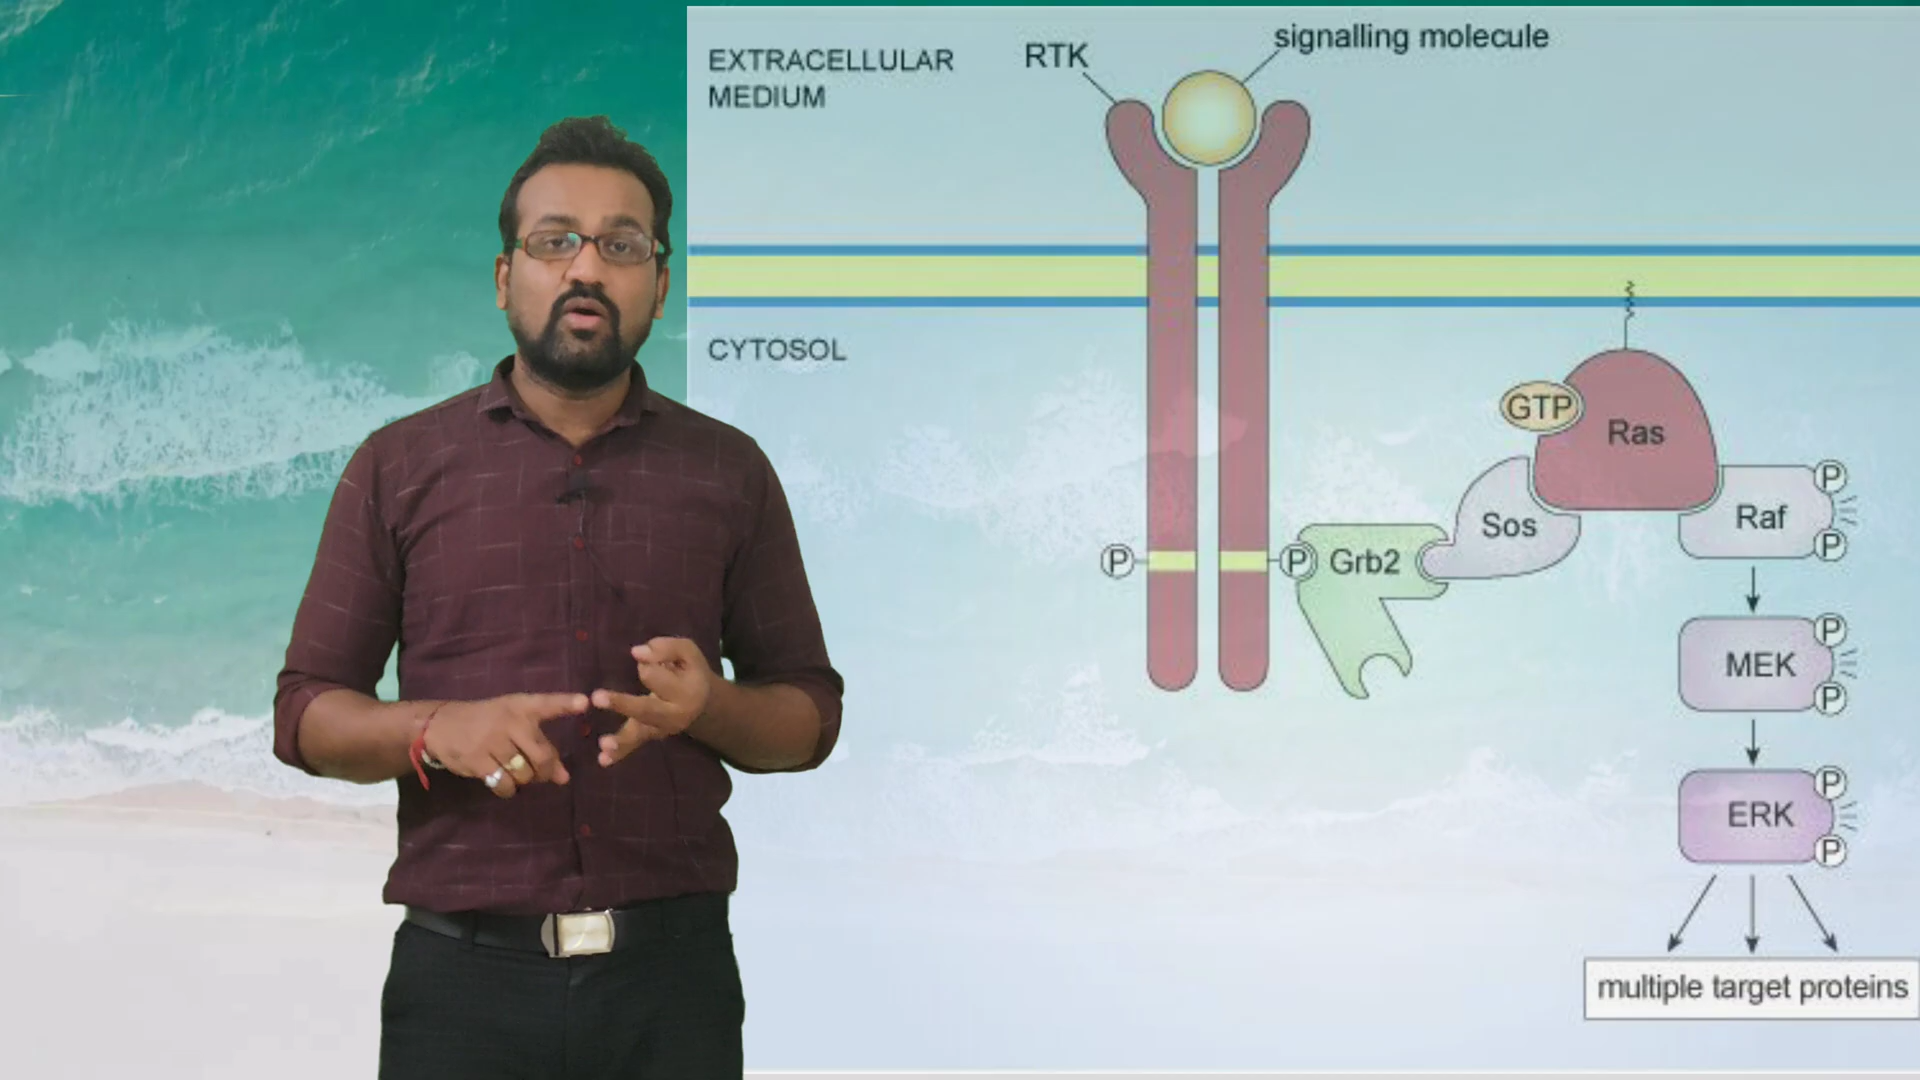 EXTRACELLULAR
MEDIUM
RTK
signalling molecule
CYTOSOL
GTP
Ras
Sos
Raf
P
P
P
P
Grb2
MEK
P
P
ERK
P
P
multiple target proteins